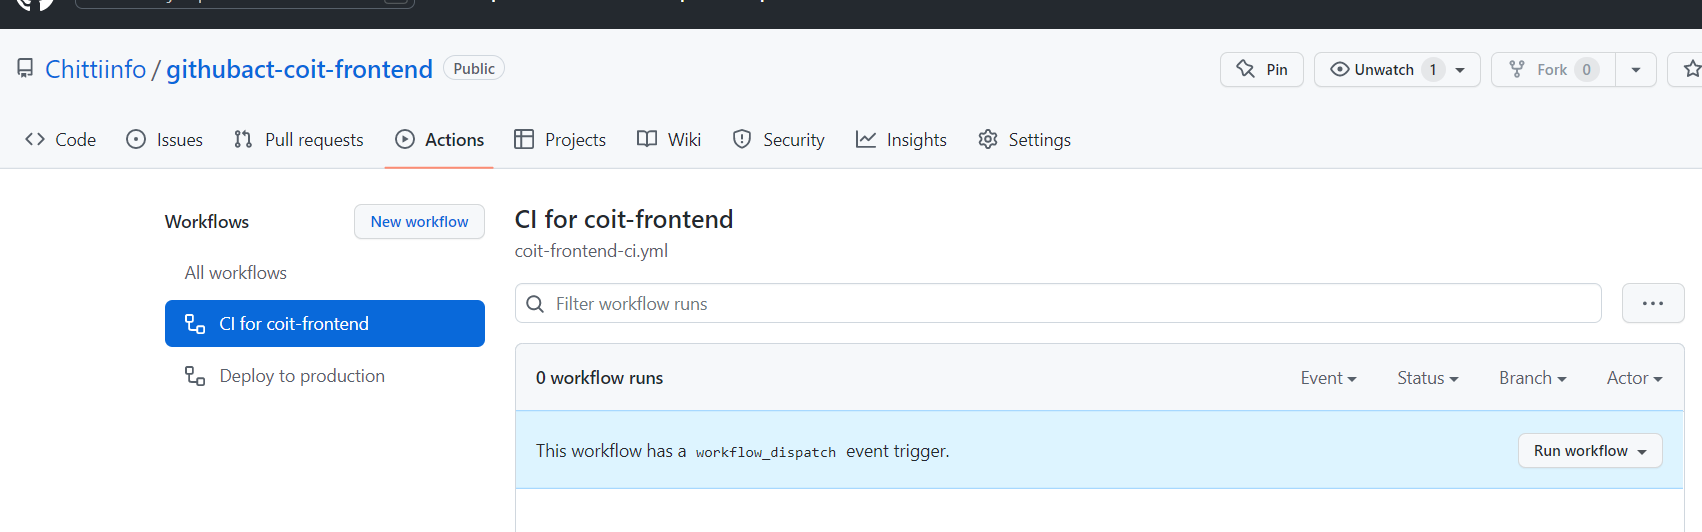 Chittiinfo / githubact-coit-frontend Public
Pin
Unwatch 1
Fork 0
Code
Issues
Pull requests
Actions
Projects
Wiki
Security
Insights
Settings
Workflows
New workflow
All workflows
CI for coit-frontend
Deploy to production
CI for coit-frontend
coit-frontend-ci.yml
Filter workflow runs
0 workflow runs
Event
Status
Branch
Actor
This workflow has a workflow_dispatch event trigger.
Run workflow